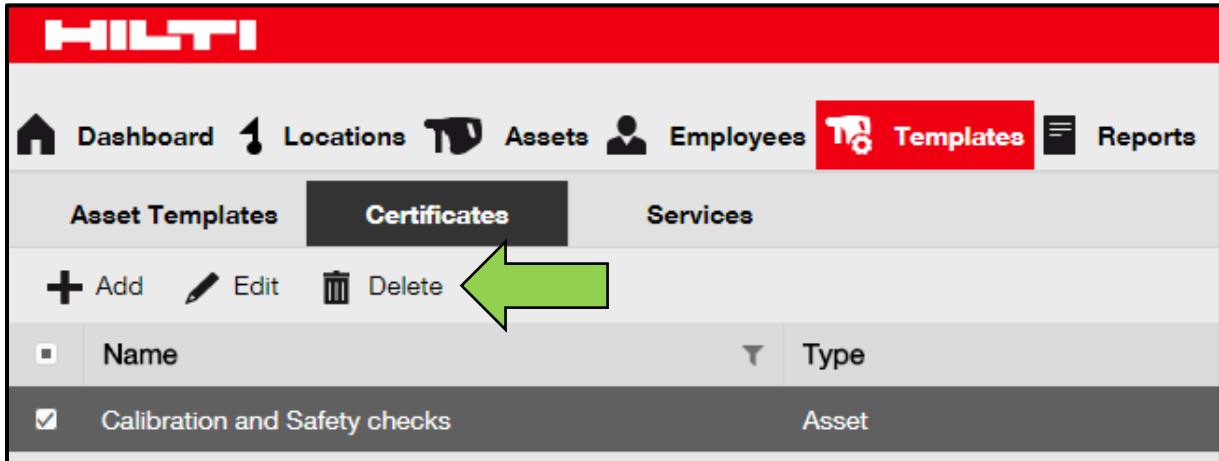 HILTI
Dashboard Locations Assets Employees Templates Reports
Asset Templates Certificates Services
Add Edit Delete
Name Type
Calibration and Safety checks Asset